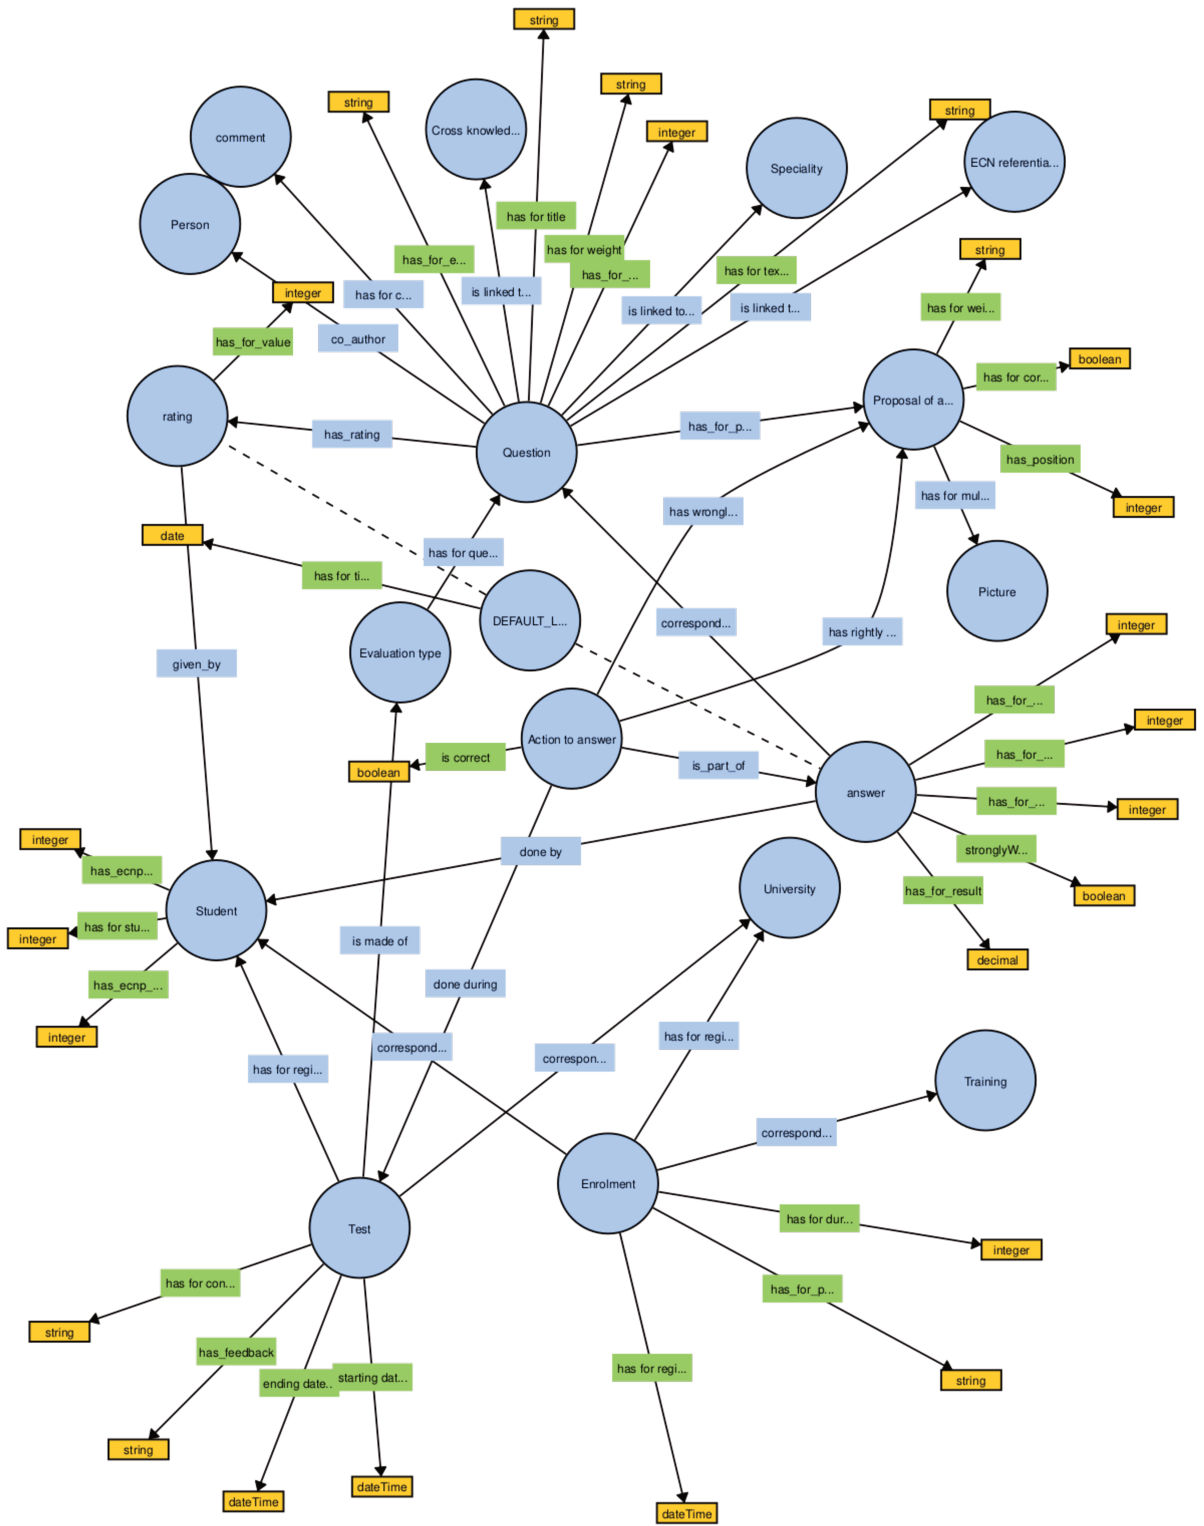 string
string
string
string
comment
Cross knowled...
integer
Speciality
ECN referentia...
Person
has for title
has for weight
string
has_for_e...
has_for_...
has for tex...
integer
has for c...
is linked t...
is linked to...
is linked t...
has for wei...
has_for_value
co_author
boolean
has for cor...
Proposal of a...
rating
has_rating
Question
has_for_p...
has_position
has for mul...
integer
has wrongl...
date
has for que...
has for ti...
Picture
DEFAULT_L...
correspond...
has rightly ...
integer
Evaluation type
given_by
has_for_...
integer
Action to answer
is correct
is_part_of
has_for_...
boolean
answer
has_for_...
integer
integer
done by
stronglyW...
has_ecnp...
University
has_for_result
boolean
Student
has for stu...
integer
is made of
decimal
has_ecnp_...
done during
integer
has for regi...
correspond...
correspon...
has for regi...
Training
correspond...
Enrolment
has for dur...
Test
integer
has for con...
has_for_p...
string
has_feedback
has for regi...
ending date..
starting dat...
string
string
dateTime
dateTime
dateTime